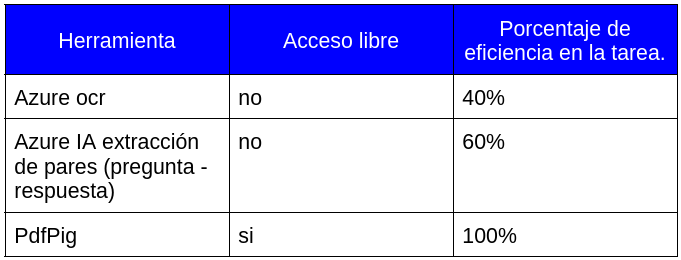 Herramienta
Acceso libre
Porcentaje de
eficiencia en la tarea.
Azure ocr
no
40%
Azure IA extracción
de pares (pregunta -
respuesta)
no
60%
PdfPig
si
100%